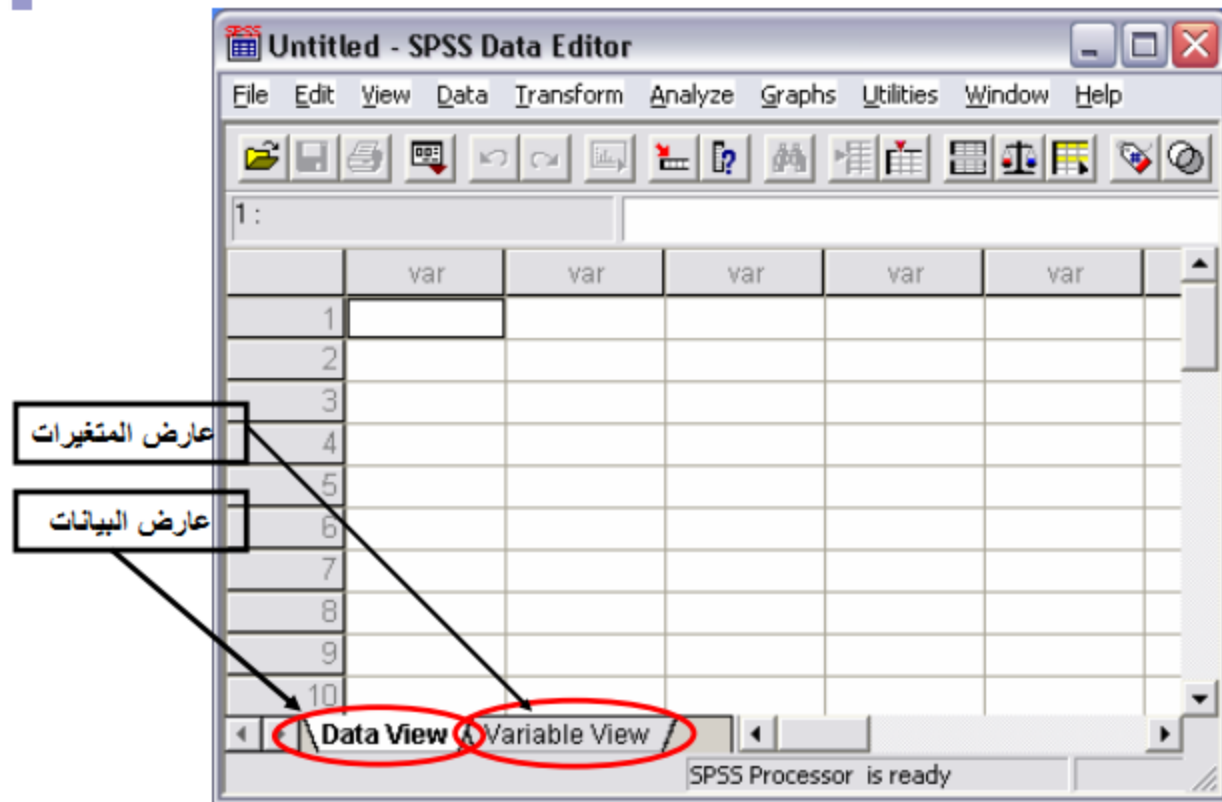 Untitled - SPSS Data Editor
File Edit View Data Transform Analyze Graphs Utilities Window Help
1 :
var var var var var
1
2
3
عارض المتغيرات
4
5
عارض البيانات
6
7
8
9
10
Data View Variable View
SPSS Processor is ready